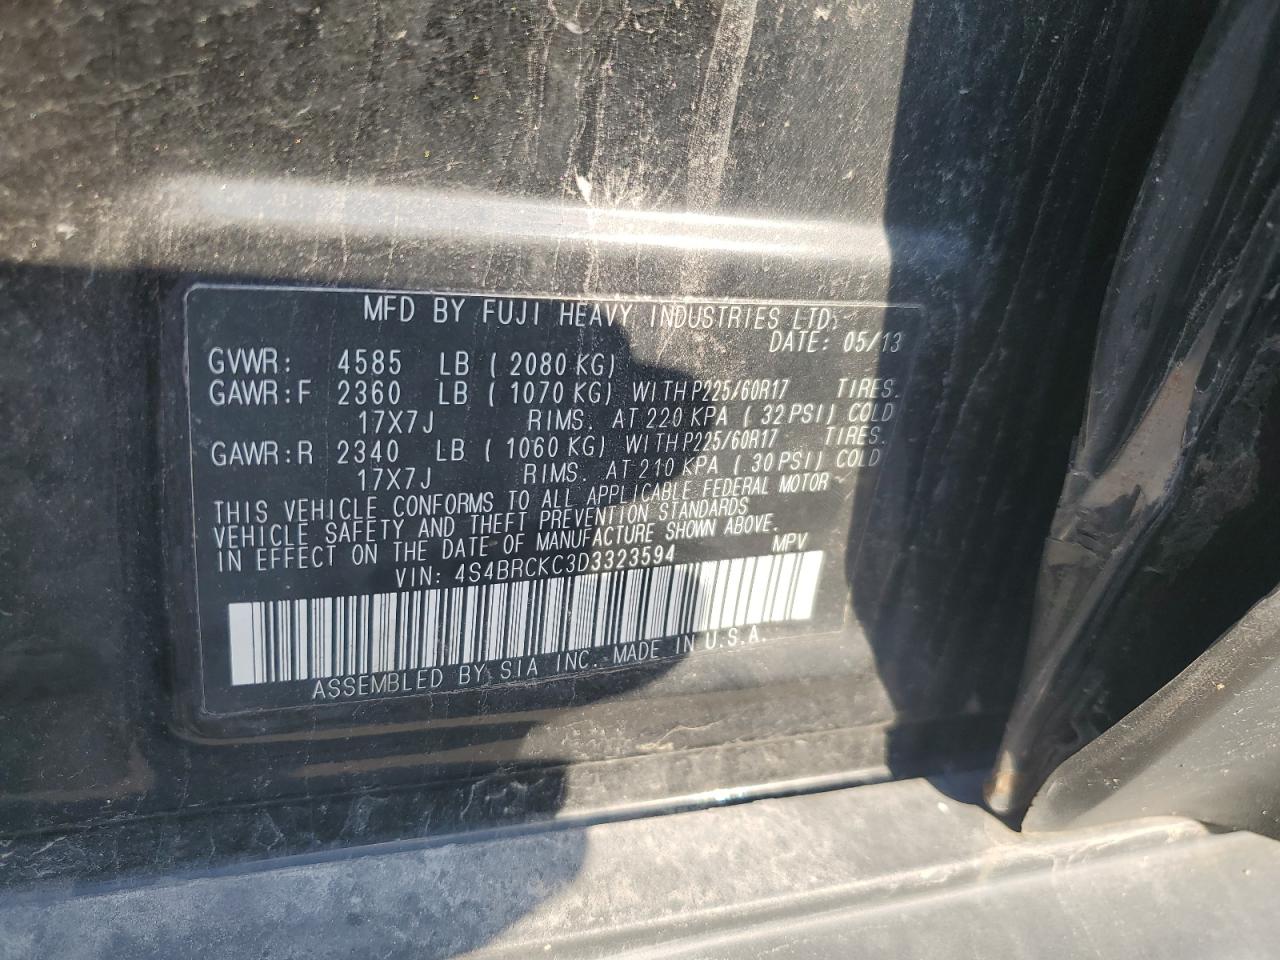 MFD BY FUJI HEAVY INDUSTRIES LTD.
DATE: 05/13
GVWR: 4585 LB ( 2080 KG)
GAWR:F 2360 LB ( 1070 KG) WITH P225/60R17 TIRES.
17X7J RIMS. AT 220 KPA ( 32 PSI) COLD
GAWR:R 2340 LB ( 1060 KG) WITH P225/60R17 TIRES.
17X7J RIMS. AT 210 KPA ( 30 PSI) COLD
THIS VEHICLE CONFORMS TO ALL APPLICABLE FEDERAL MOTOR
VEHICLE SAFETY AND THEFT PREVENTION STANDARDS
IN EFFECT ON THE DATE OF MANUFACTURE SHOWN ABOVE.
VIN: 4S4BRCKC3D3323594 MPV
ASSEMBLED BY SIA INC. MADE IN U.S.A.